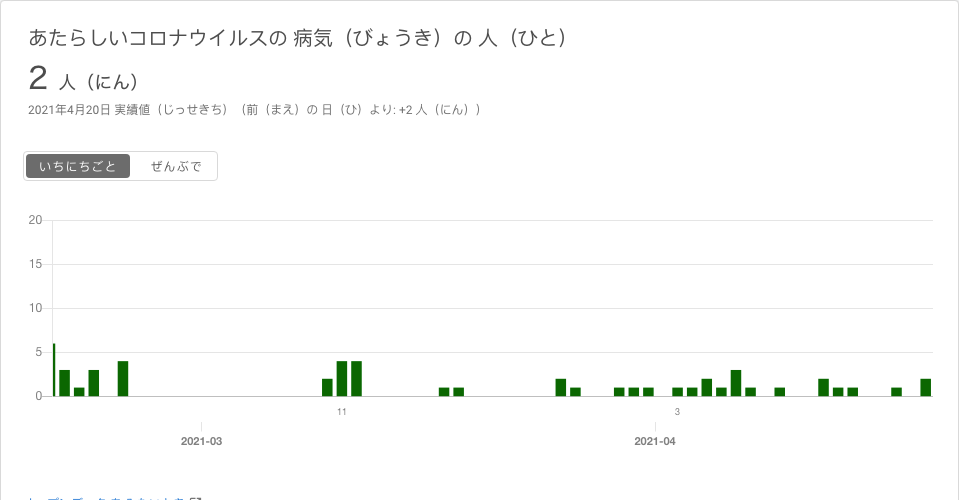 あたらしいコロナウイルスの 病気（びょうき）の 人（ひと）
2 人（にん）
2021年4月20日 実績値（じっせきち）（前（まえ）の 日（ひ）より: +2 人（にん））
いちにちごと ぜんぶで
20
15
10
5
0
11 3
2021-03 2021-04